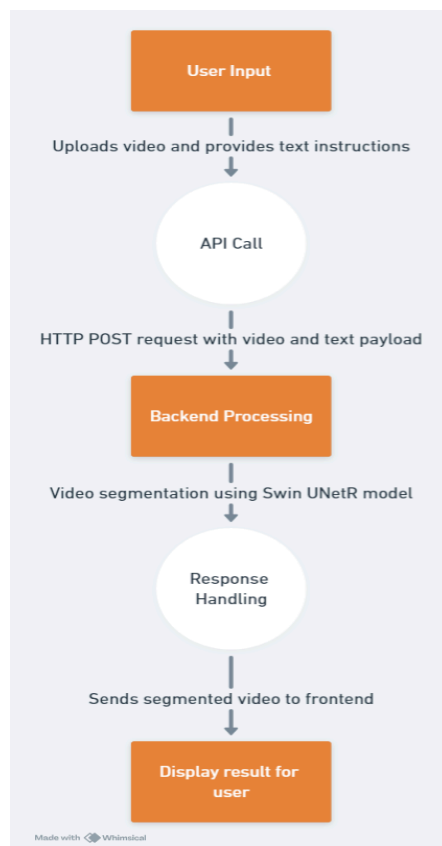 User Input
Uploads video and provides text instructions
API Call
HTTP POST request with video and text payload
Backend Processing
Video segmentation using Swin UNetR model
Response
Handling
Sends segmented video to frontend
Display result for
user
Made with Whimsical